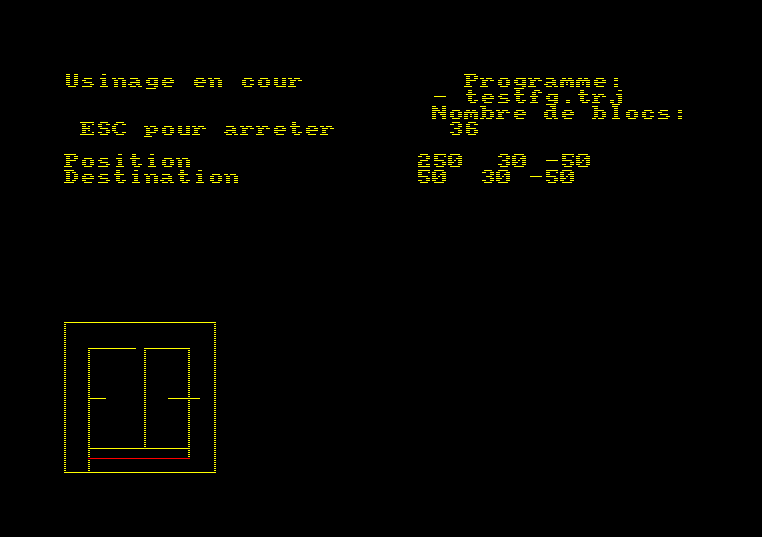 Usinage en cour Programme:
- testfg.trj
Nombre de blocs:
ESC pour arreter 36
Position 250 30 -50
Destination 50 30 -50